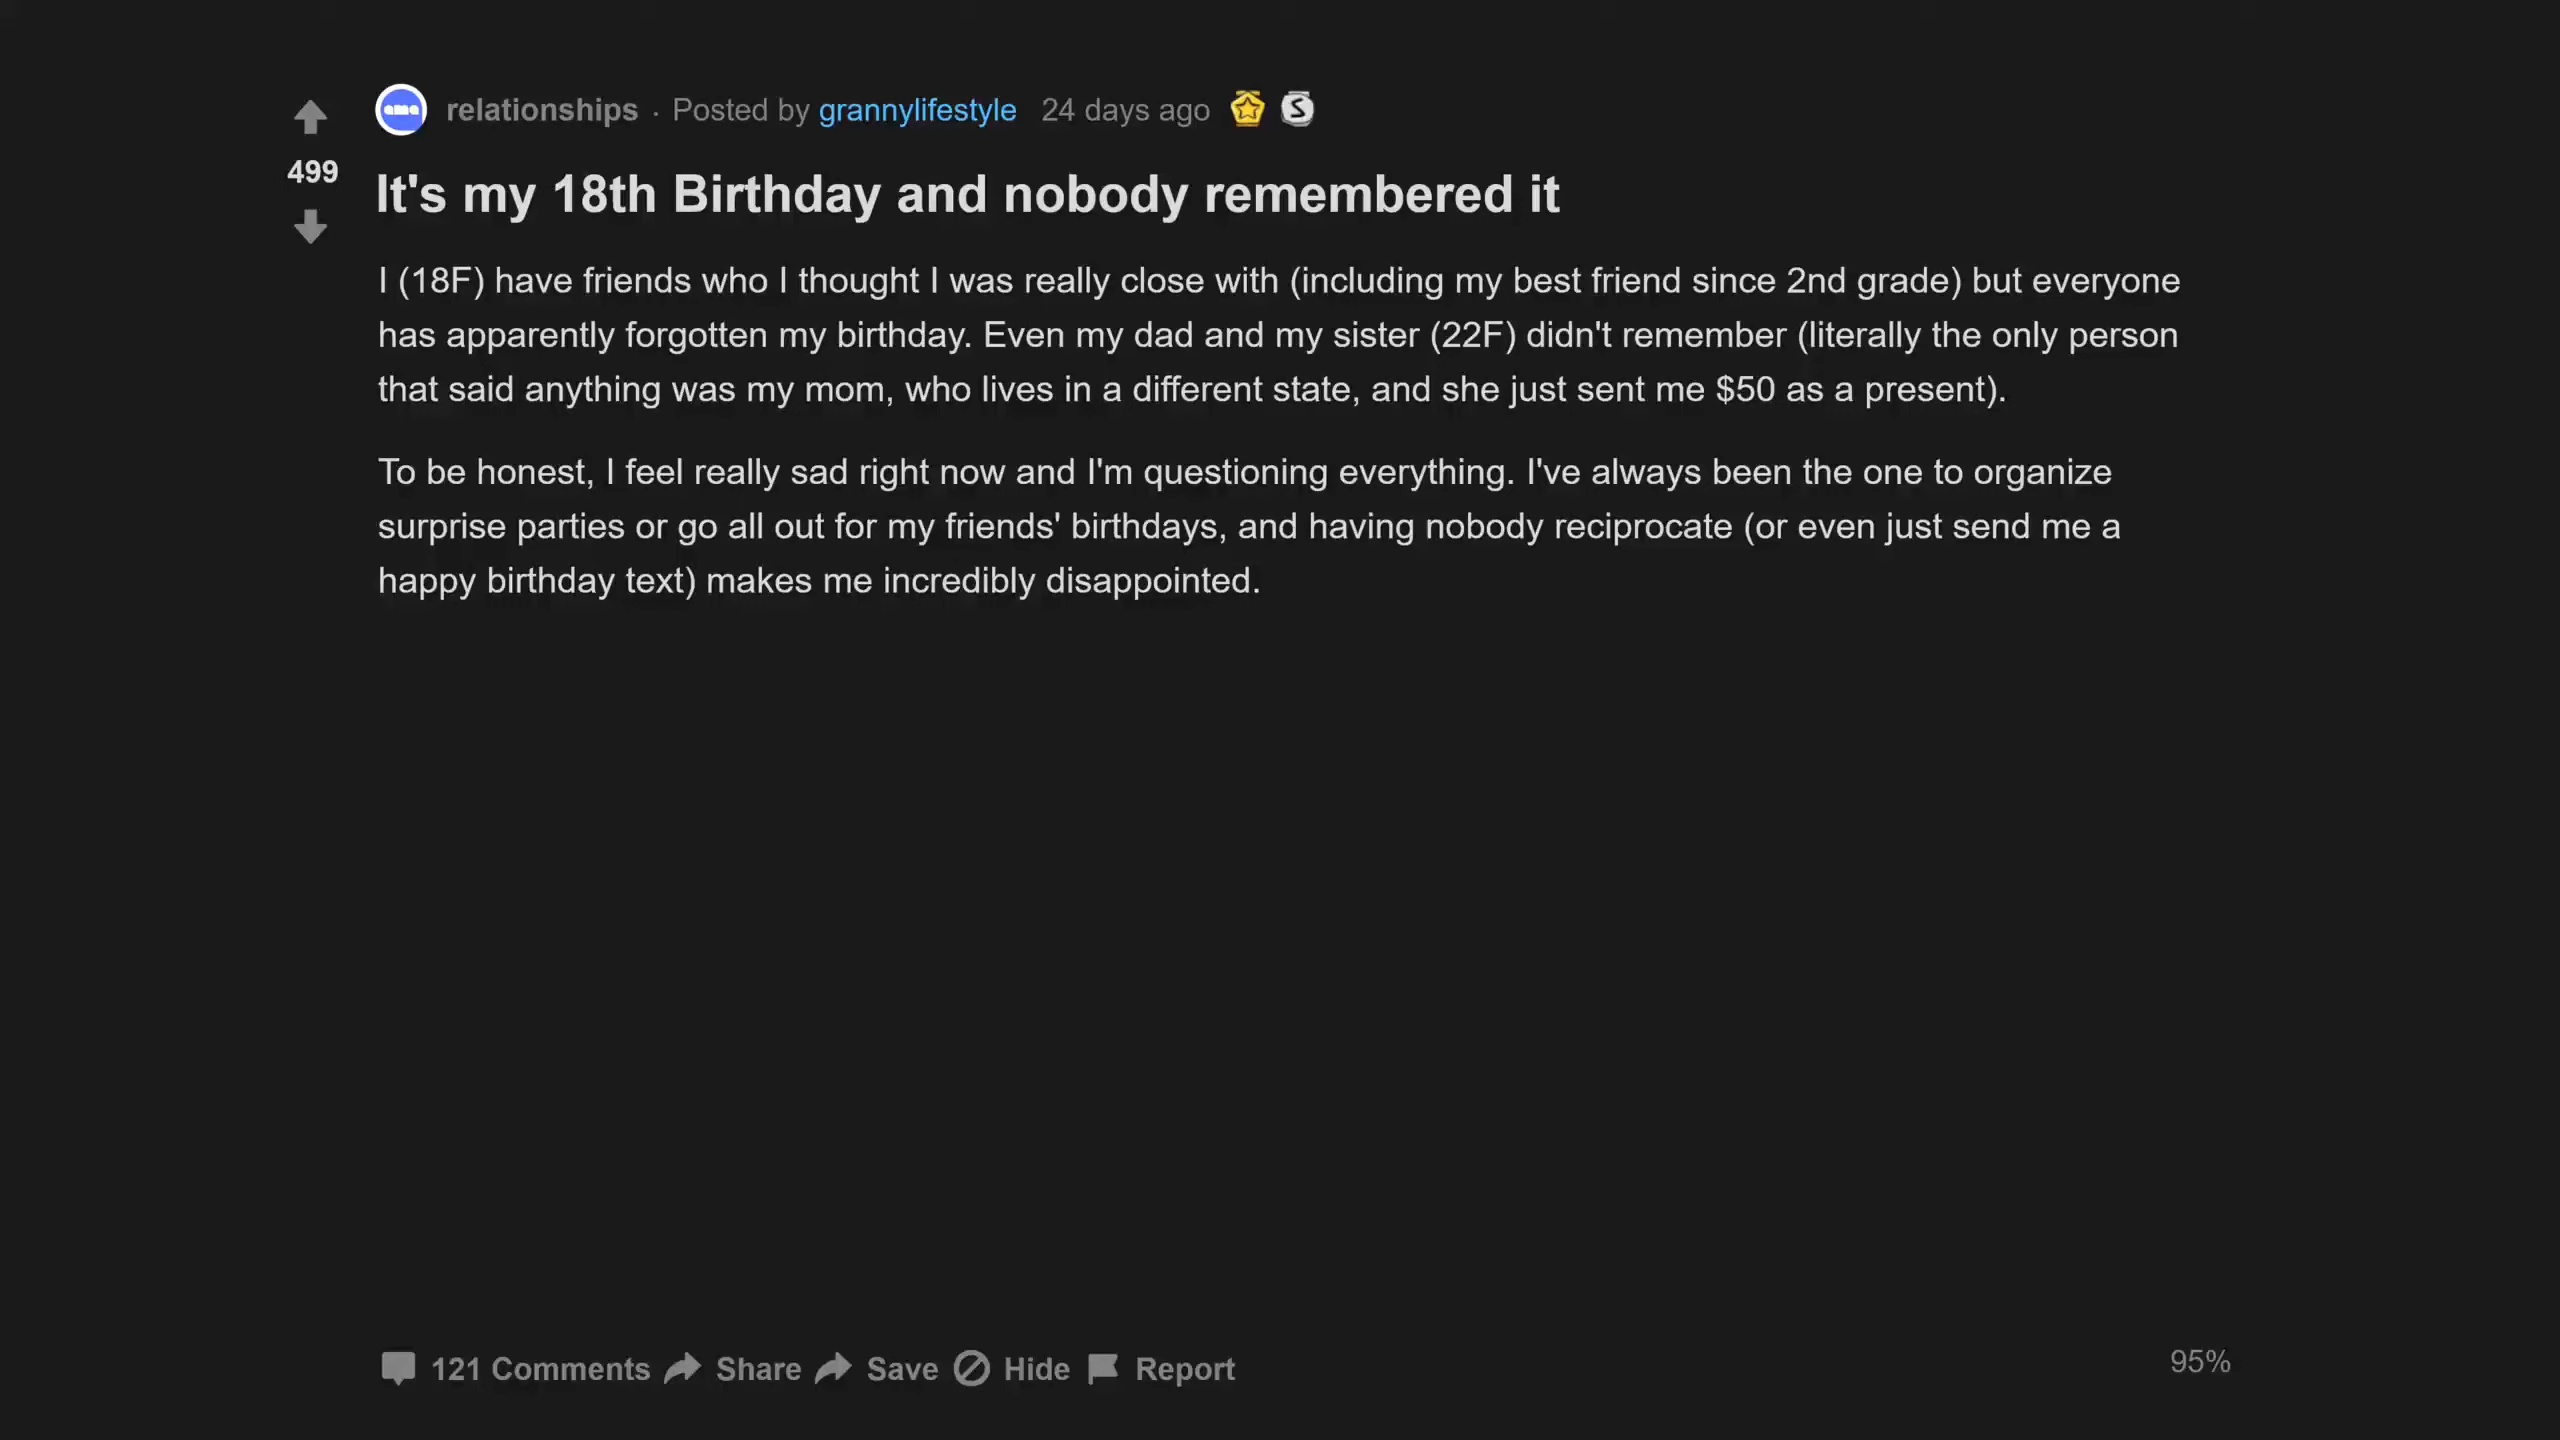 ama relationships · Posted by grannylifestyle 24 days ago S
499
It's my 18th Birthday and nobody remembered it
I (18F) have friends who I thought I was really close with (including my best friend since 2nd grade) but everyone
has apparently forgotten my birthday. Even my dad and my sister (22F) didn't remember (literally the only person
that said anything was my mom, who lives in a different state, and she just sent me $50 as a present).
To be honest, I feel really sad right now and I'm questioning everything. I've always been the one to organize
surprise parties or go all out for my friends' birthdays, and having nobody reciprocate (or even just send me a
happy birthday text) makes me incredibly disappointed.
121 Comments Share Save Hide Report 95%